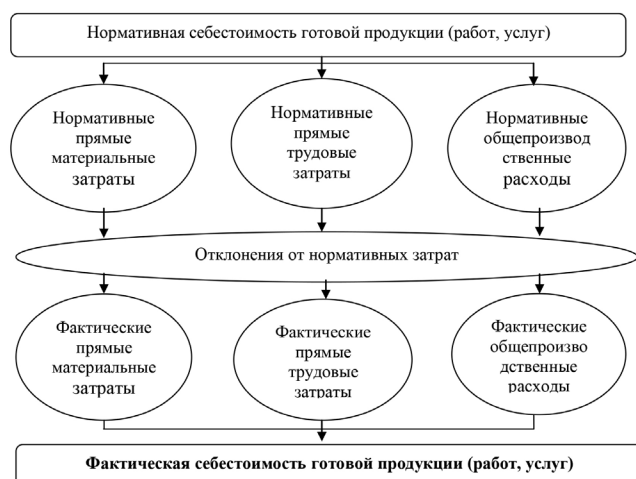 Нормативная себестоимость готовой продукции (работ, услуг)
Нормативные
прямые
материальные
затраты
Нормативные
прямые
трудовые
затраты
Нормативные
общепроизвод
ственные
расходы
Отклонения от нормативных затрат
Фактические
прямые
материальные
затраты
Фактические
прямые
трудовые
затраты
Фактические
общепроизво
дственные
расходы
Фактическая себестоимость готовой продукции (работ, услуг)